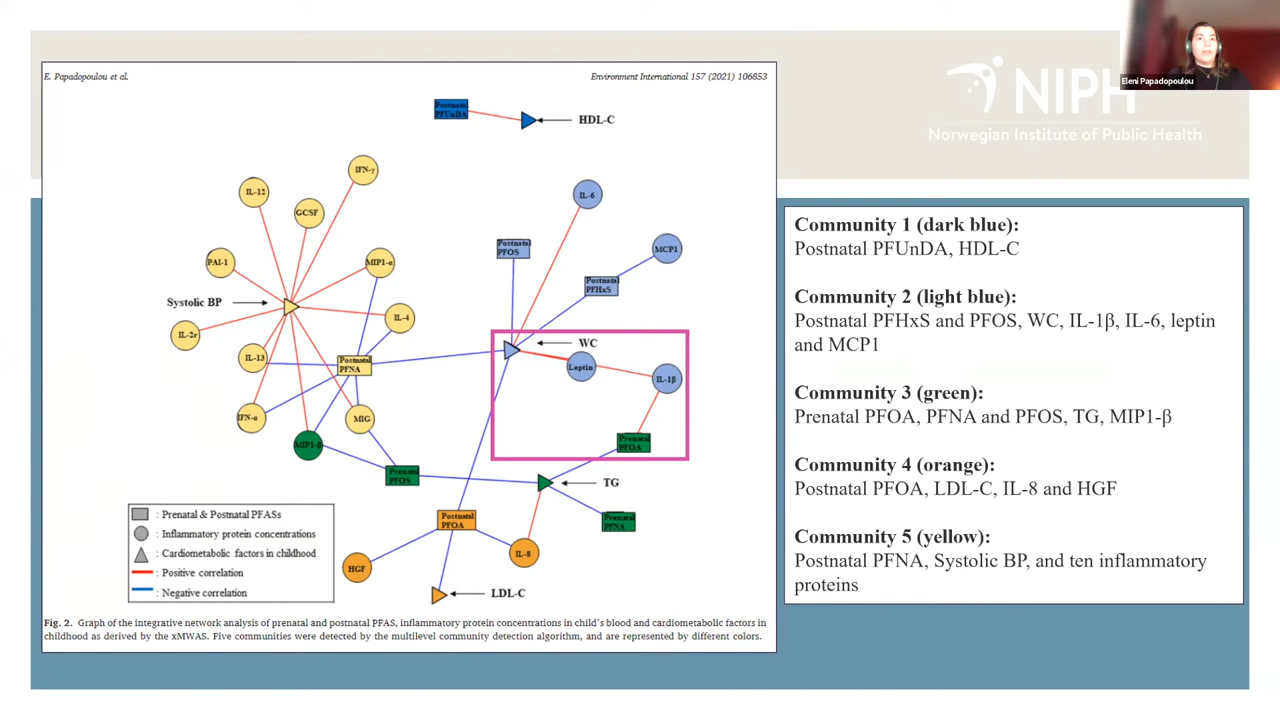 Eleni Papadopoulou
NIPH
Norwegian Institute of Public Health
E. Papadopoulou et al.
Environment International 157 (2021) 106853
Postnatal
PFUnDA
HDL-C
IFN-γ
IL-12
GCSF
IL-6
PAI-1
MIP1-α
Postnatal
PFOS
MCP1
Postnatal
PFHxS
Systolic BP
IL-4
IL-2r
WC
IL-13
Postnatal
PFNA
Leptin
IL-1β
IFN-α
MIG
MIP1-β
Prenatal
PFOA
Prenatal
PFOS
TG
Postnatal
PFOA
Prenatal
PFNA
IL-8
HGF
LDL-C
: Prenatal & Postnatal PFASs
: Inflammatory protein concentrations
: Cardiometabolic factors in childhood
: Positive correlation
: Negative correlation
Fig. 2. Graph of the integrative network analysis of prenatal and postnatal PFAS, inflammatory protein concentrations in child's blood and cardiometabolic factors in
childhood as derived by the xMWAS. Five communities were detected by the multilevel community detection algorithm, and are represented by different colors.
Community 1 (dark blue):
Postnatal PFUnDA, HDL-C
Community 2 (light blue):
Postnatal PFHxS and PFOS, WC, IL-1β, IL-6, leptin
and MCP1
Community 3 (green):
Prenatal PFOA, PFNA and PFOS, TG, MIP1-β
Community 4 (orange):
Postnatal PFOA, LDL-C, IL-8 and HGF
Community 5 (yellow):
Postnatal PFNA, Systolic BP, and ten inflammatory
proteins